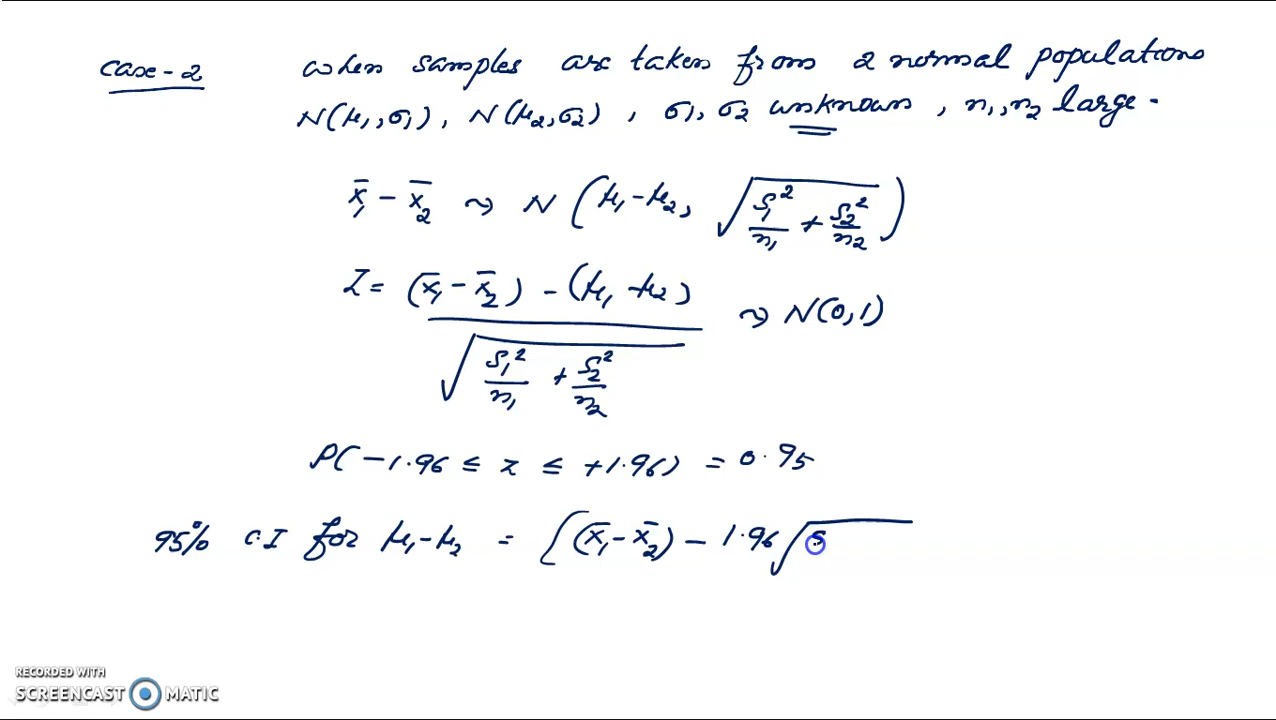 case-2 when samples are taken from 2 normal populations
N(μ₁,σ₁), N(μ₂,σ₂), σ₁, σ₂ unknown, n₁,n₂ large.
x̄₁ - x̄₂ ~> N (μ₁-μ₂, √(S₁²/n₁ + S₂²/n₂))
Z = ((x̄₁ - x̄₂) - (μ₁ - μ₂)) / √(S₁²/n₁ + S₂²/n₂) ~> N(0,1)
P(-1.96 ≤ z ≤ +1.96) = 0.95
95% CI for μ₁-μ₂ = [(x̄₁-x̄₂) - 1.96 √S
RECORDED WITH
SCREENCAST MATIC